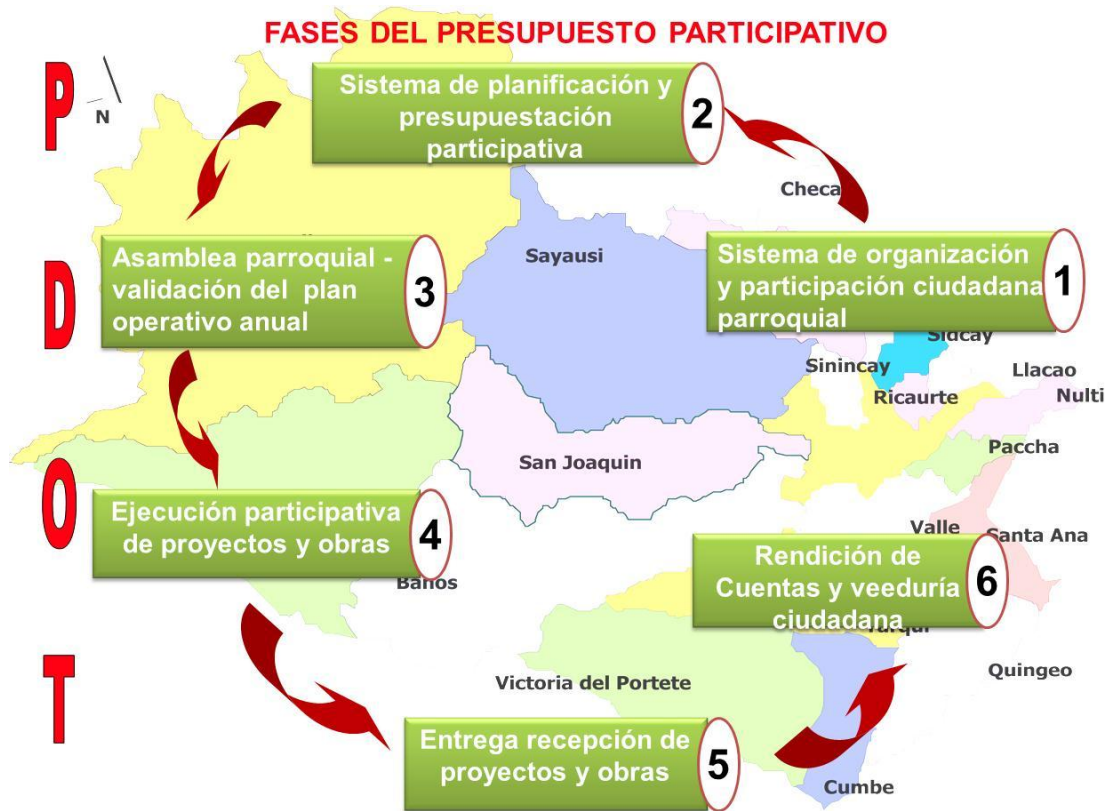 FASES DEL PRESUPUESTO PARTICIPATIVO
P
D
O
T
N
Sistema de planificación y
presupuestación
participativa
2
Checa
Asamblea parroquial -
validación del plan
operativo anual
3
Sayausi
Sistema de organización
y participación ciudadana
parroquial
1
Sidcay
Sinincay
Llacao
Ricaurte
Nulti
Paccha
San Joaquin
Ejecución participativa
de proyectos y obras
4
Baños
Valle
Santa Ana
Rendición de
Cuentas y veeduría
ciudadana
6
Quingeo
Victoria del Portete
Entrega recepción de
proyectos y obras
5
Cumbe